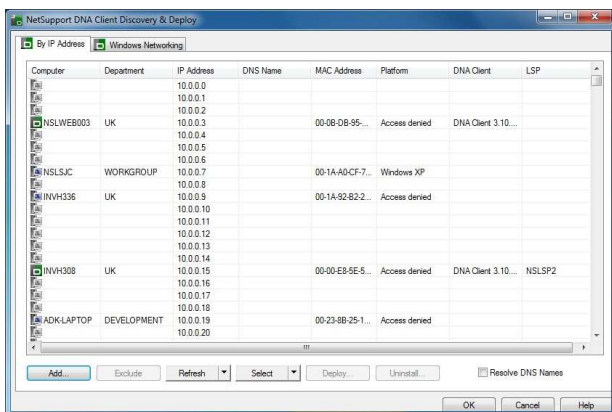 NetSupport DNA Client Discovery & Deploy
By IP Address Windows Networking
Computer Department IP Address DNS Name MAC Address Platform DNA Client LSP
10.0.0.0
10.0.0.1
10.0.0.2
NSLWEB003 UK 10.0.0.3 00-0B-DB-95-... Access denied DNA Client 3.10....
10.0.0.4
10.0.0.5
10.0.0.6
NSLSJC WORKGROUP 10.0.0.7 00-1A-A0-CF-7... Windows XP
10.0.0.8
INVH336 UK 10.0.0.9 00-1A-92-B2-2... Access denied
10.0.0.10
10.0.0.11
10.0.0.12
10.0.0.13
10.0.0.14
INVH308 UK 10.0.0.15 00-00-E8-5E-5... Access denied DNA Client 3.10.... NSLSP2
10.0.0.16
10.0.0.17
10.0.0.18
ADK-LAPTOP DEVELOPMENT 10.0.0.19 00-23-8B-25-1... Access denied
10.0.0.20
Add... Exclude Refresh Select Deploy... Uninstall... Resolve DNS Names
OK Cancel Help